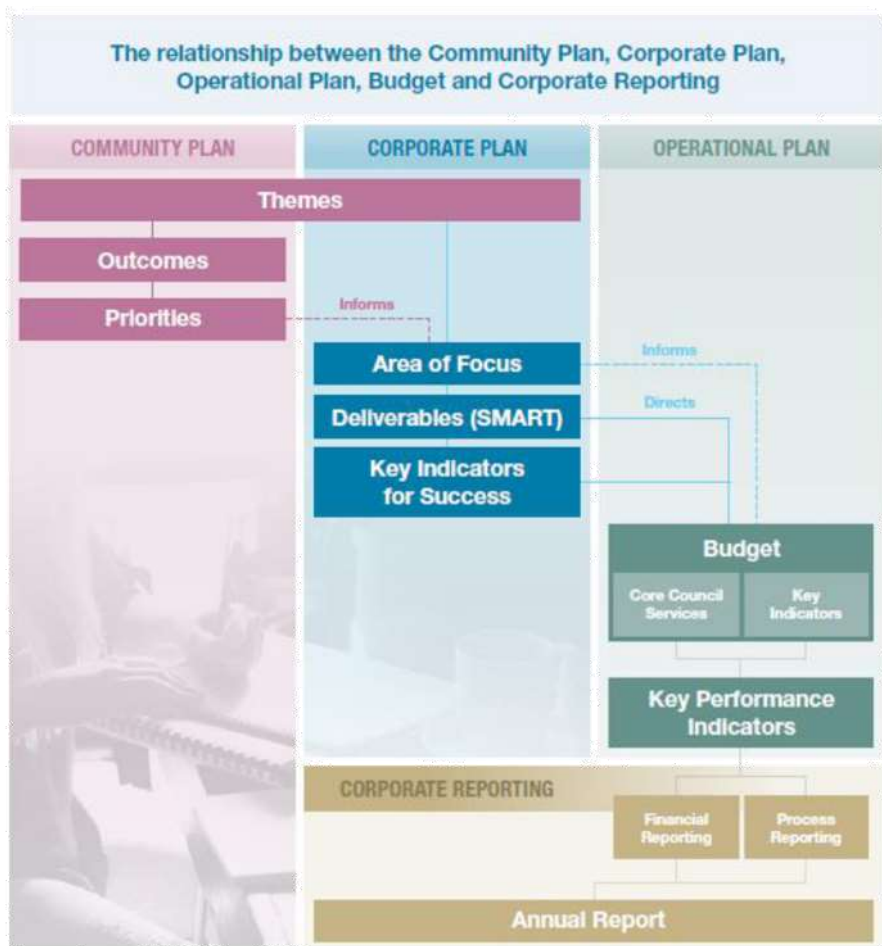 The relationship between the Community Plan, Corporate Plan,
Operational Plan, Budget and Corporate Reporting
COMMUNITY PLAN
CORPORATE PLAN
OPERATIONAL PLAN
Themes
Outcomes
Priorities
Informs
Area of Focus
Informs
Deliverables (SMART)
Directs
Key Indicators
for Success
Budget
Core Council
Services
Key
Indicators
Key Performance
Indicators
CORPORATE REPORTING
Financial
Reporting
Process
Reporting
Annual Report